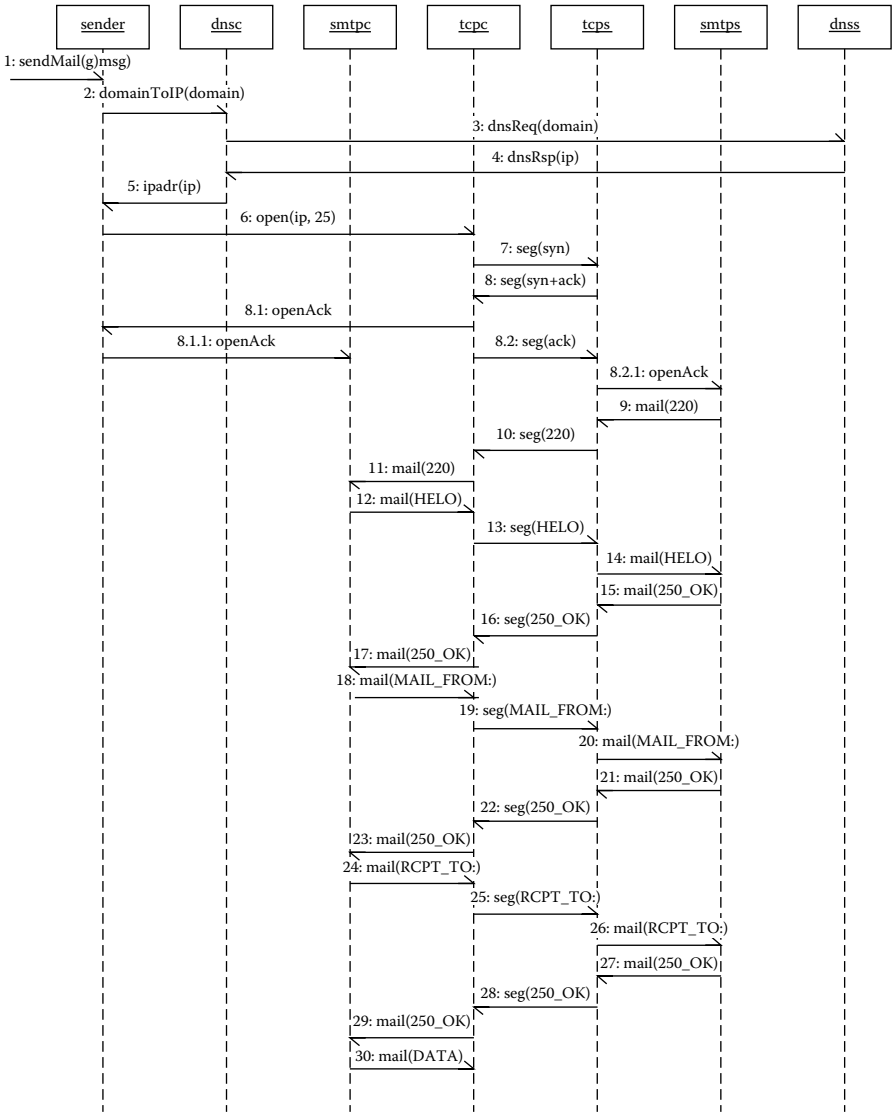 sender
dnsc
smtpc
tcpc
tcps
smtps
dnss
1: sendMail(g)msg)
2: domainToIP(domain)
3: dnsReq(domain)
4: dnsRsp(ip)
5: ipadr(ip)
6: open(ip, 25)
7: seg(syn)
8: seg(syn+ack)
8.1: openAck
8.1.1: openAck
8.2: seg(ack)
8.2.1: openAck
9: mail(220)
10: seg(220)
11: mail(220)
12: mail(HELO)
13: seg(HELO)
14: mail(HELO)
15: mail(250_OK)
16: seg(250_OK)
17: mail(250_OK)
18: mail(MAIL_FROM:)
19: seg(MAIL_FROM:)
20: mail(MAIL_FROM:)
21: mail(250_OK)
22: seg(250_OK)
23: mail(250_OK)
24: mail(RCPT_TO:)
25: seg(RCPT_TO:)
26: mail(RCPT_TO:)
27: mail(250_OK)
28: seg(250_OK)
29: mail(250_OK)
30: mail(DATA)